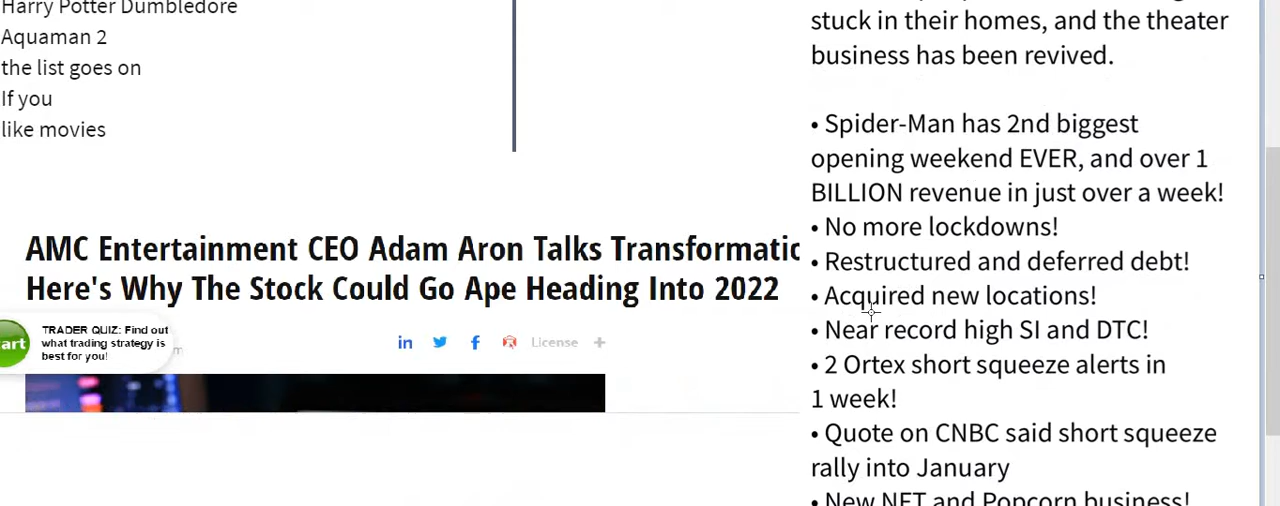 Harry Potter Dumbledore
Aquaman 2
the list goes on
If you
like movies
AMC Entertainment CEO Adam Aron Talks
Here's Why The Stock Could Go Ape Heading Into 2022
TRADER QUIZ: Find out
what trading strategy is
best for you!
License
stuck in their homes, and the theater
business has been revived.
• Spider-Man has 2nd biggest
opening weekend EVER, and over 1
BILLION revenue in just over a week!
• No more lockdowns!
• Restructured and deferred debt!
• Acquired new locations!
• Near record high SI and DTC!
• 2 Ortex short squeeze alerts in
1 week!
• Quote on CNBC said short squeeze
rally into January
• New NFT and Popcorn business!